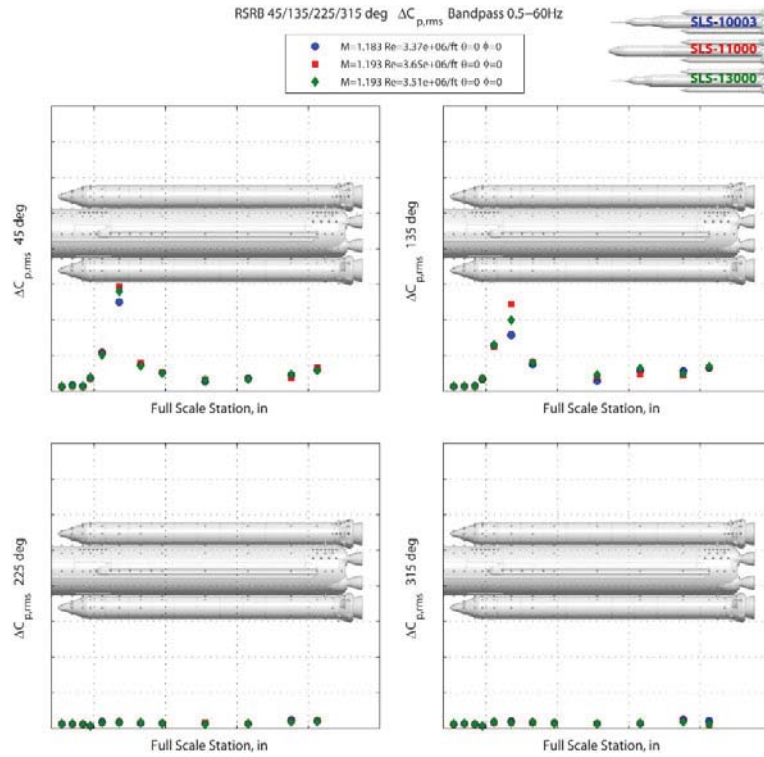 RSRB 45/135/225/315 deg ΔCp,rms Bandpass 0.5−60Hz
M=1.183 Re=3.37e+06/ft θ=0 ϕ=0
M=1.193 Re=3.65e+06/ft θ=0 ϕ=0
M=1.193 Re=3.51e+06/ft θ=0 ϕ=0
SLS-10003
SLS-11000
SLS-13000
ΔCp,rms 45 deg
Full Scale Station, in
ΔCp,rms 135 deg
Full Scale Station, in
ΔCp,rms 225 deg
Full Scale Station, in
ΔCp,rms 315 deg
Full Scale Station, in